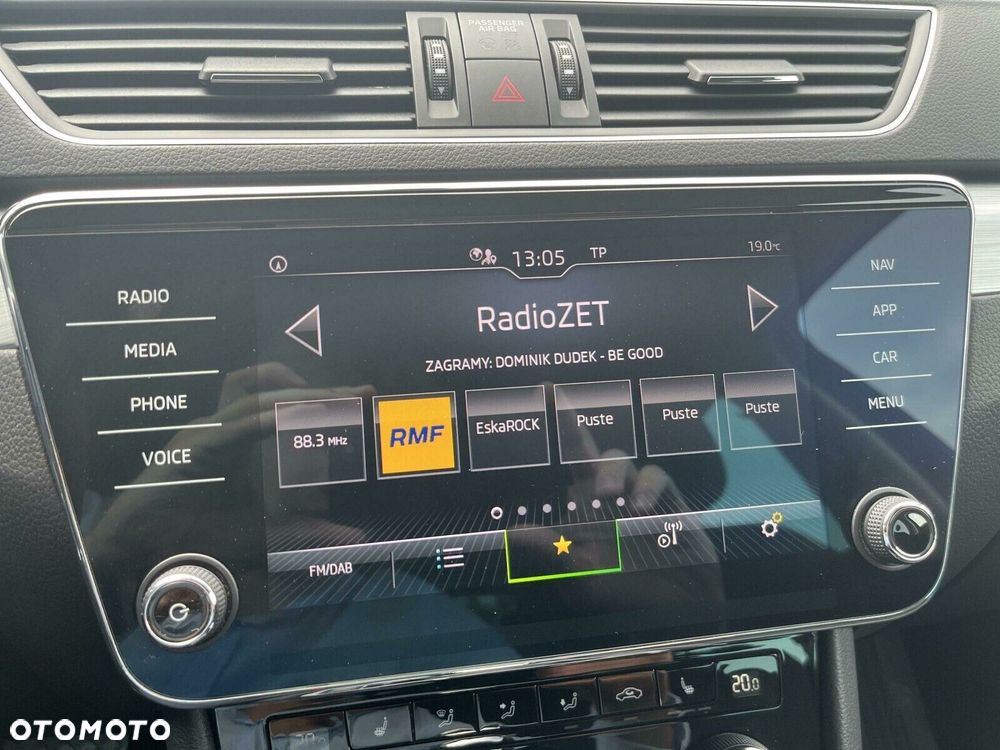 PASSENGER
AIR BAG
13:05 TP 19.0°C
RADIO
MEDIA
PHONE
VOICE
NAV
APP
CAR
MENU
RadioZET
ZAGRAMY: DOMINIK DUDEK - BE GOOD
88.3 MHz RMF EskaROCK Puste Puste Puste
FM/DAB
20.0
OTOMOTO